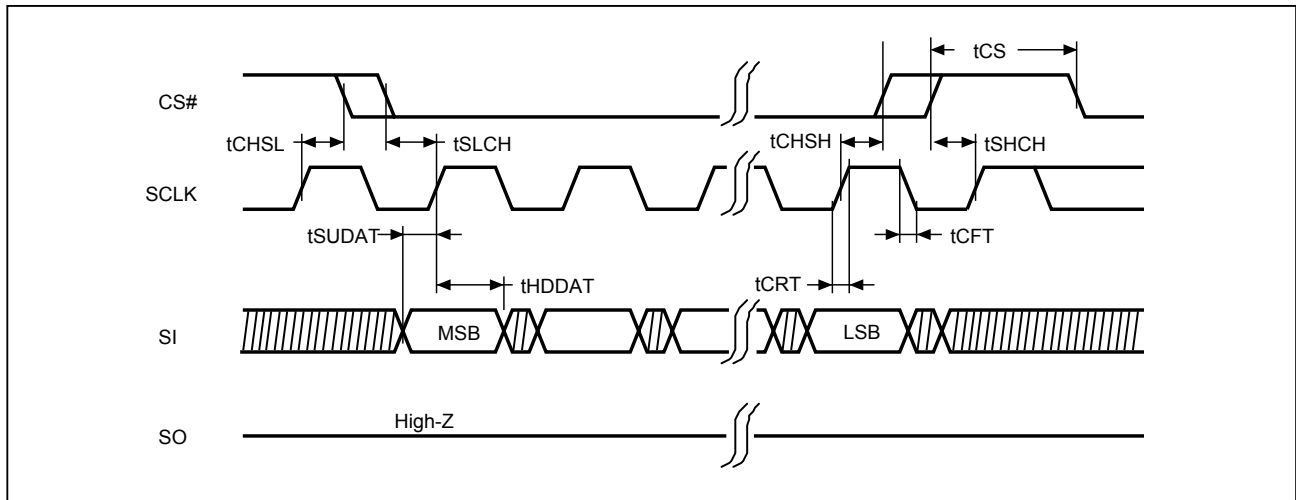 tCS
CS#
tCHSL
tSLCH
tCHSH
tSHCH
SCLK
tSUDAT
tCFT
tHDDAT
tCRT
SI
MSB
LSB
High-Z
SO